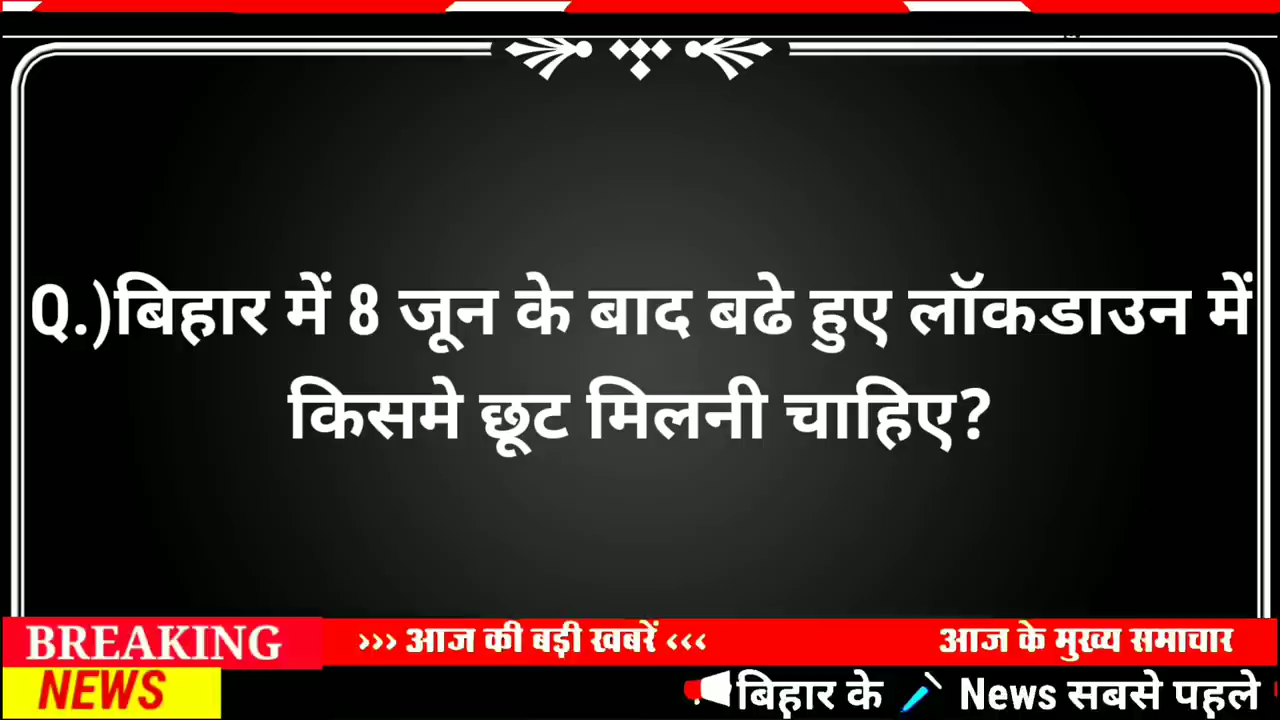 Q.)बिहार में 8 जून के बाद बढे हुए लॉकडाउन में
किसमे छूट मिलनी चाहिए?
BREAKING
NEWS
>>> आज की बड़ी खबरें <<<
आज के मुख्य समाचार
बिहार के News सबसे पहले